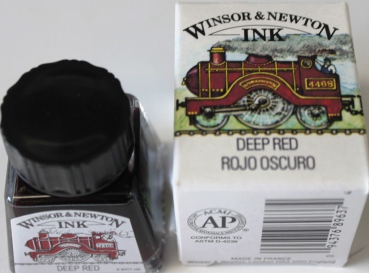 WINSOR & NEWTON
INK
4469
DEEP RED
ROJO OSCURO
ACMI
AP
CONFORMS TO
ASTM D-4236
MADE IN FRANCE
WINSOR & NEWTON
INK
DEEP RED